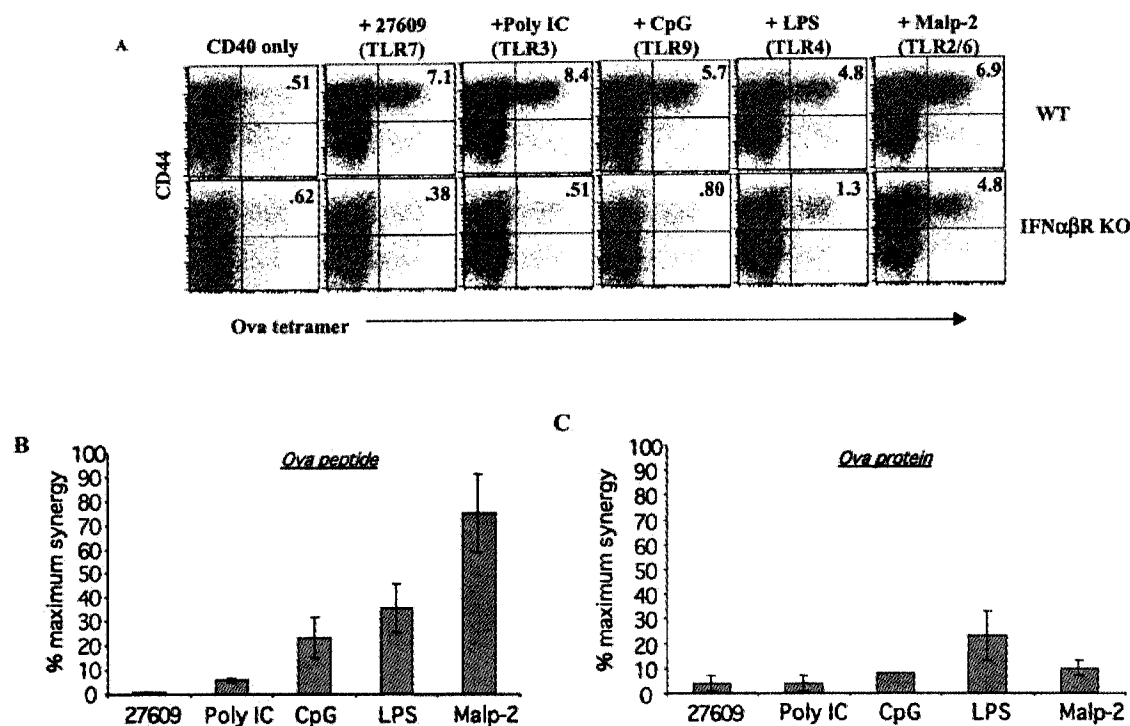 A
CD40 only
+ 27609 (TLR7)
+Poly IC (TLR3)
+ CpG (TLR9)
+ LPS (TLR4)
+ Malp-2 (TLR2/6)
.51
7.1
8.4
5.7
4.8
6.9
WT
CD44
.62
.38
.51
.80
1.3
4.8
IFNαβR KO
Ova tetramer
B
Ova peptide
% maximum synergy
100
90
80
70
60
50
40
30
20
10
0
27609 Poly IC CpG LPS Malp-2
C
Ova protein
% maximum synergy
100
90
80
70
60
50
40
30
20
10
0
27609 Poly IC CpG LPS Malp-2